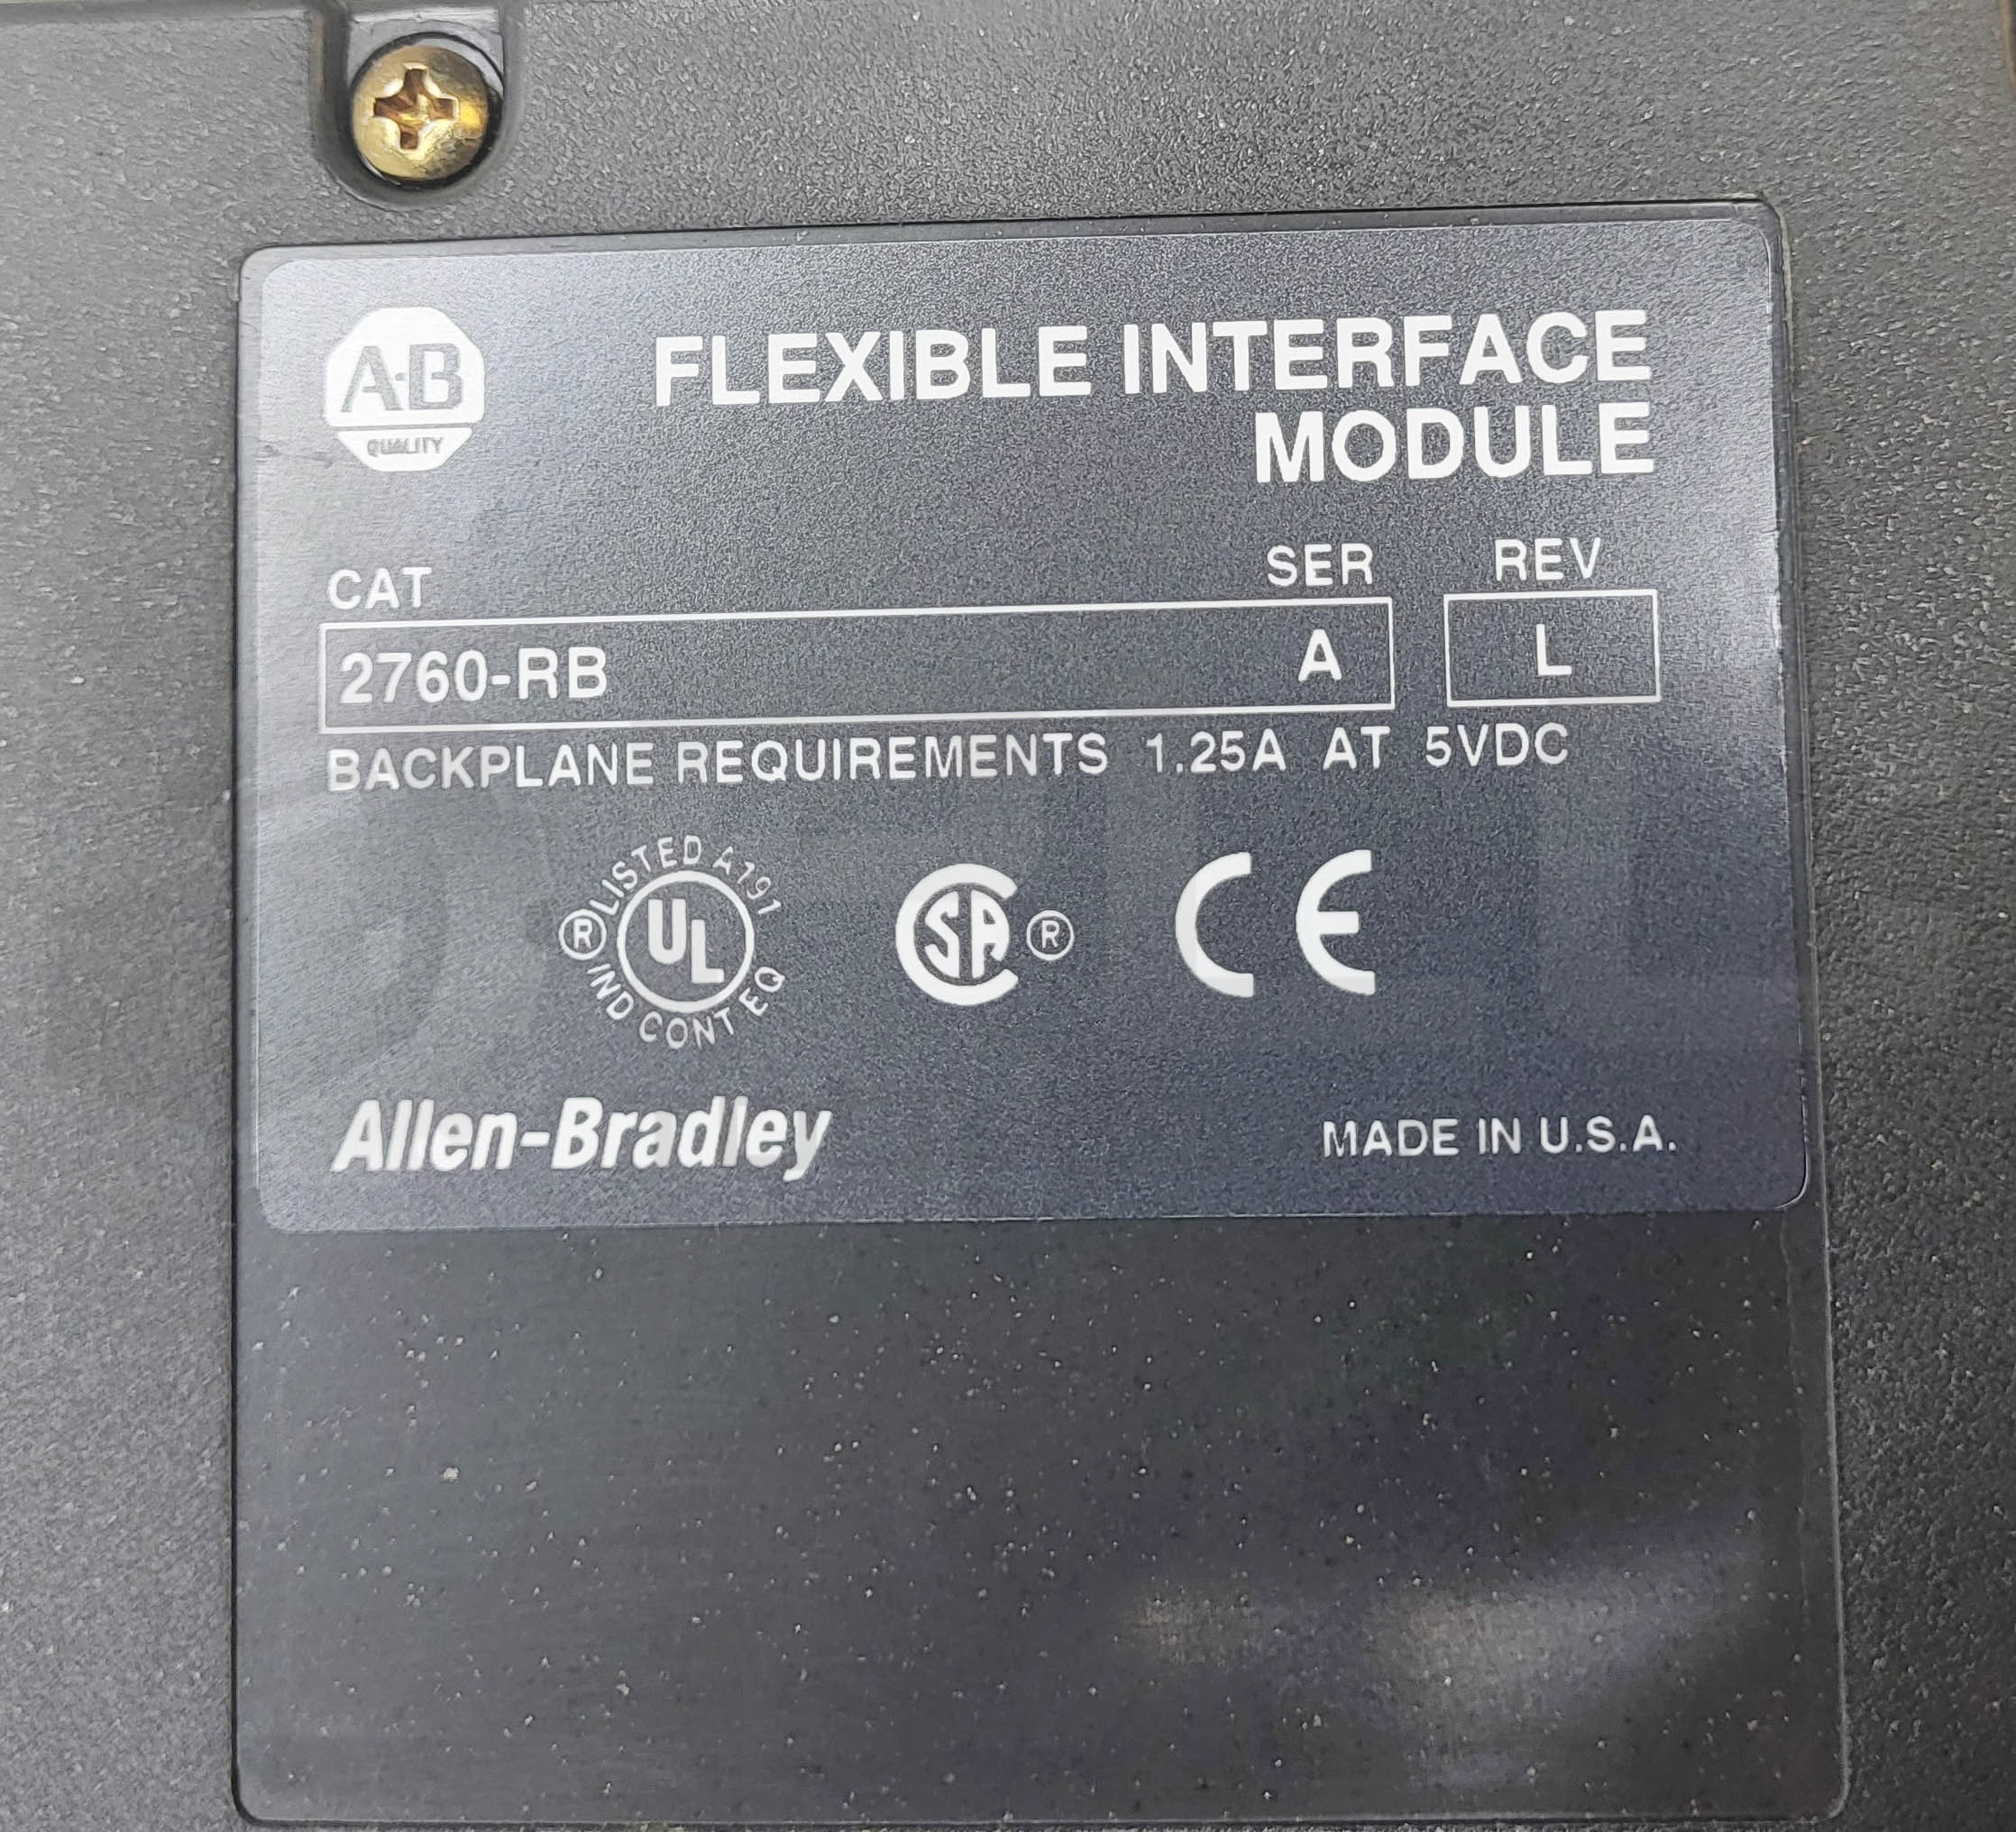 A-B
QUALITY
FLEXIBLE INTERFACE
MODULE
CAT SER REV
2760-RB A L
BACKPLANE REQUIREMENTS 1.25A AT 5VDC
® LISTED A191
UL
IND CONT EQ
CSA ®
CE
Allen-Bradley
MADE IN U.S.A.